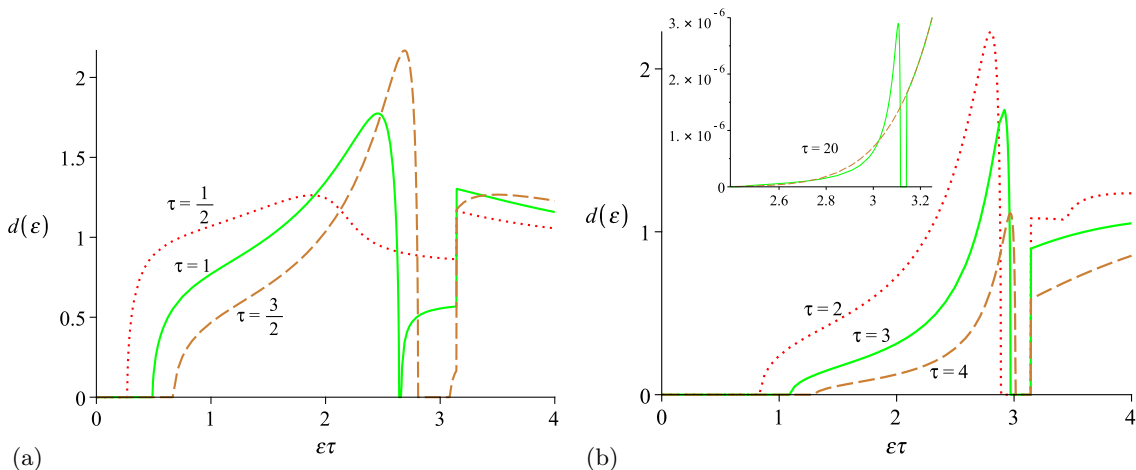 2
1.5
d(ε)
1
0.5
0
τ = 1/2
τ = 1
τ = 3/2
0 1 2 3 4
ετ
(a)
3. × 10⁻⁶
2. × 10⁻⁶
1. × 10⁻⁶
0
τ = 20
2.6 2.8 3.0 3.2
2
d(ε)
1
0
τ = 2
τ = 3
τ = 4
0 1 2 3 4
ετ
(b)